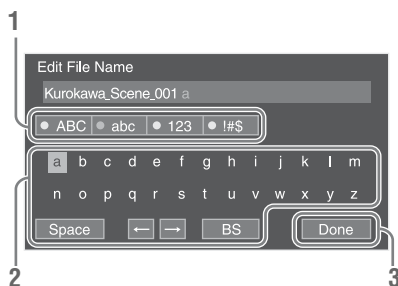 1
Edit File Name
Kurokawa_Scene_001 a
ABC abc 123 !#$
a b c d e f g h i j k l m
n o p q r s t u v w x y z
Space ← → BS Done
2 3